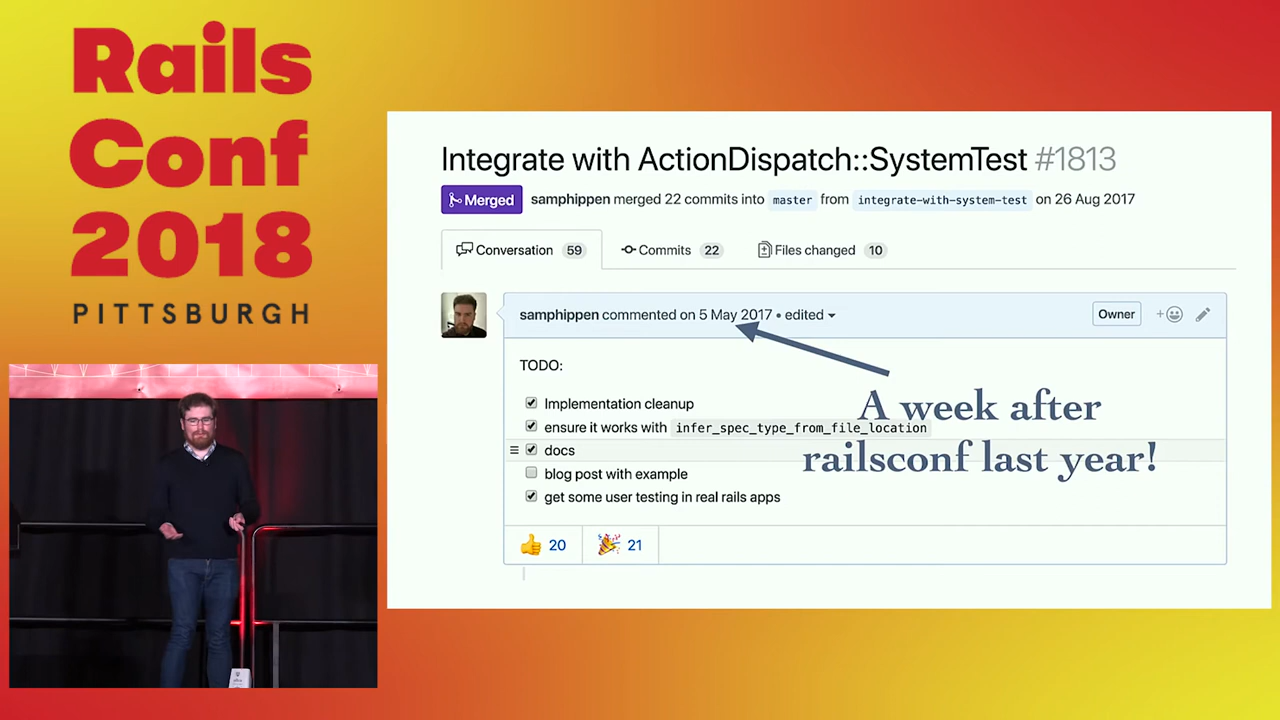 Rails
Conf
2018
PITTSBURGH
Integrate with ActionDispatch::SystemTest #1813
Merged samphippen merged 22 commits into master from integrate-with-system-test on 26 Aug 2017
Conversation 59 Commits 22 Files changed 10
samphippen commented on 5 May 2017 • edited Owner
TODO:
Implementation cleanup
ensure it works with infer_spec_type_from_file_location
docs
blog post with example
get some user testing in real rails apps
A week after
railsconf last year!
20 21